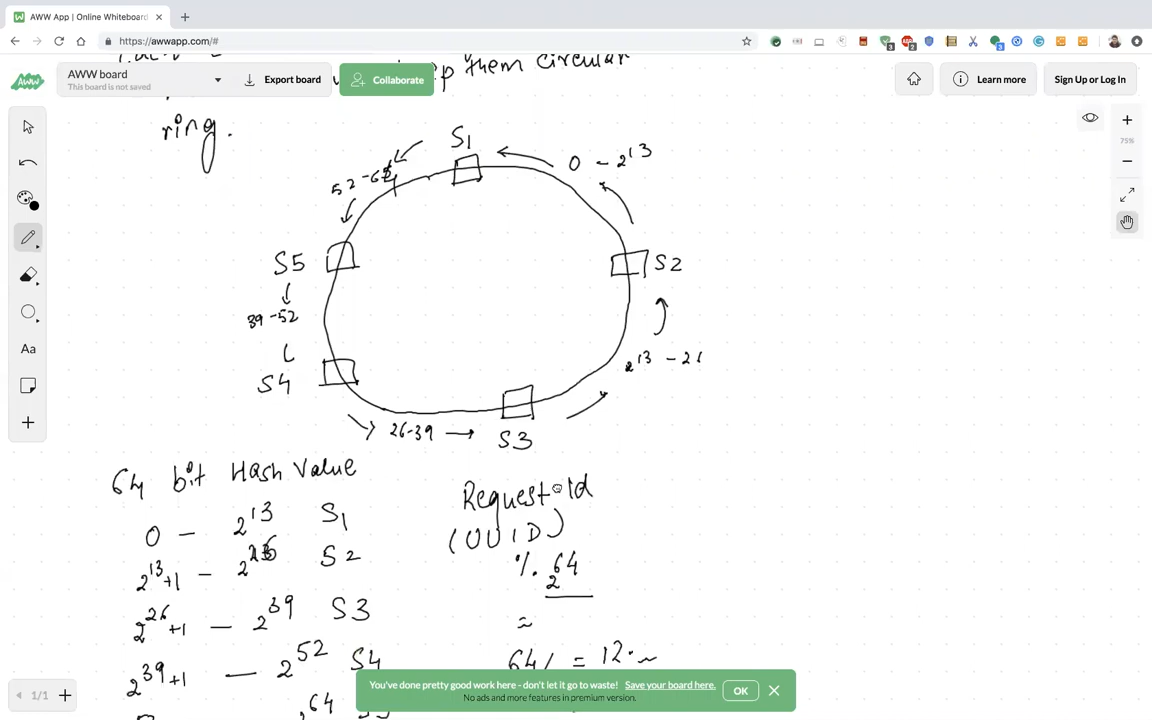 AWW App | Online Whiteboard
https://awwapp.com/#
AWW
AWW board
This board is not saved
Export board
Collaborate
Learn more
Sign Up or Log In
them circular
ring.
75%
Aa
S1
0 - 2^13
52-64
S5
S2
39-52
2^13 - 26
S4
26-39
S3
64 bit Hash Value
Request Id
(UUID)
0 - 2^13 S1
2^13+1 - 2^26 S2
% 2^64
2^26+1 - 2^39 S3
2^39+1 - 2^52 S4
64/ = 12.
64
You've done pretty good work here - don't let it go to waste! Save your board here.
No ads and more features in premium version.
OK
1/1